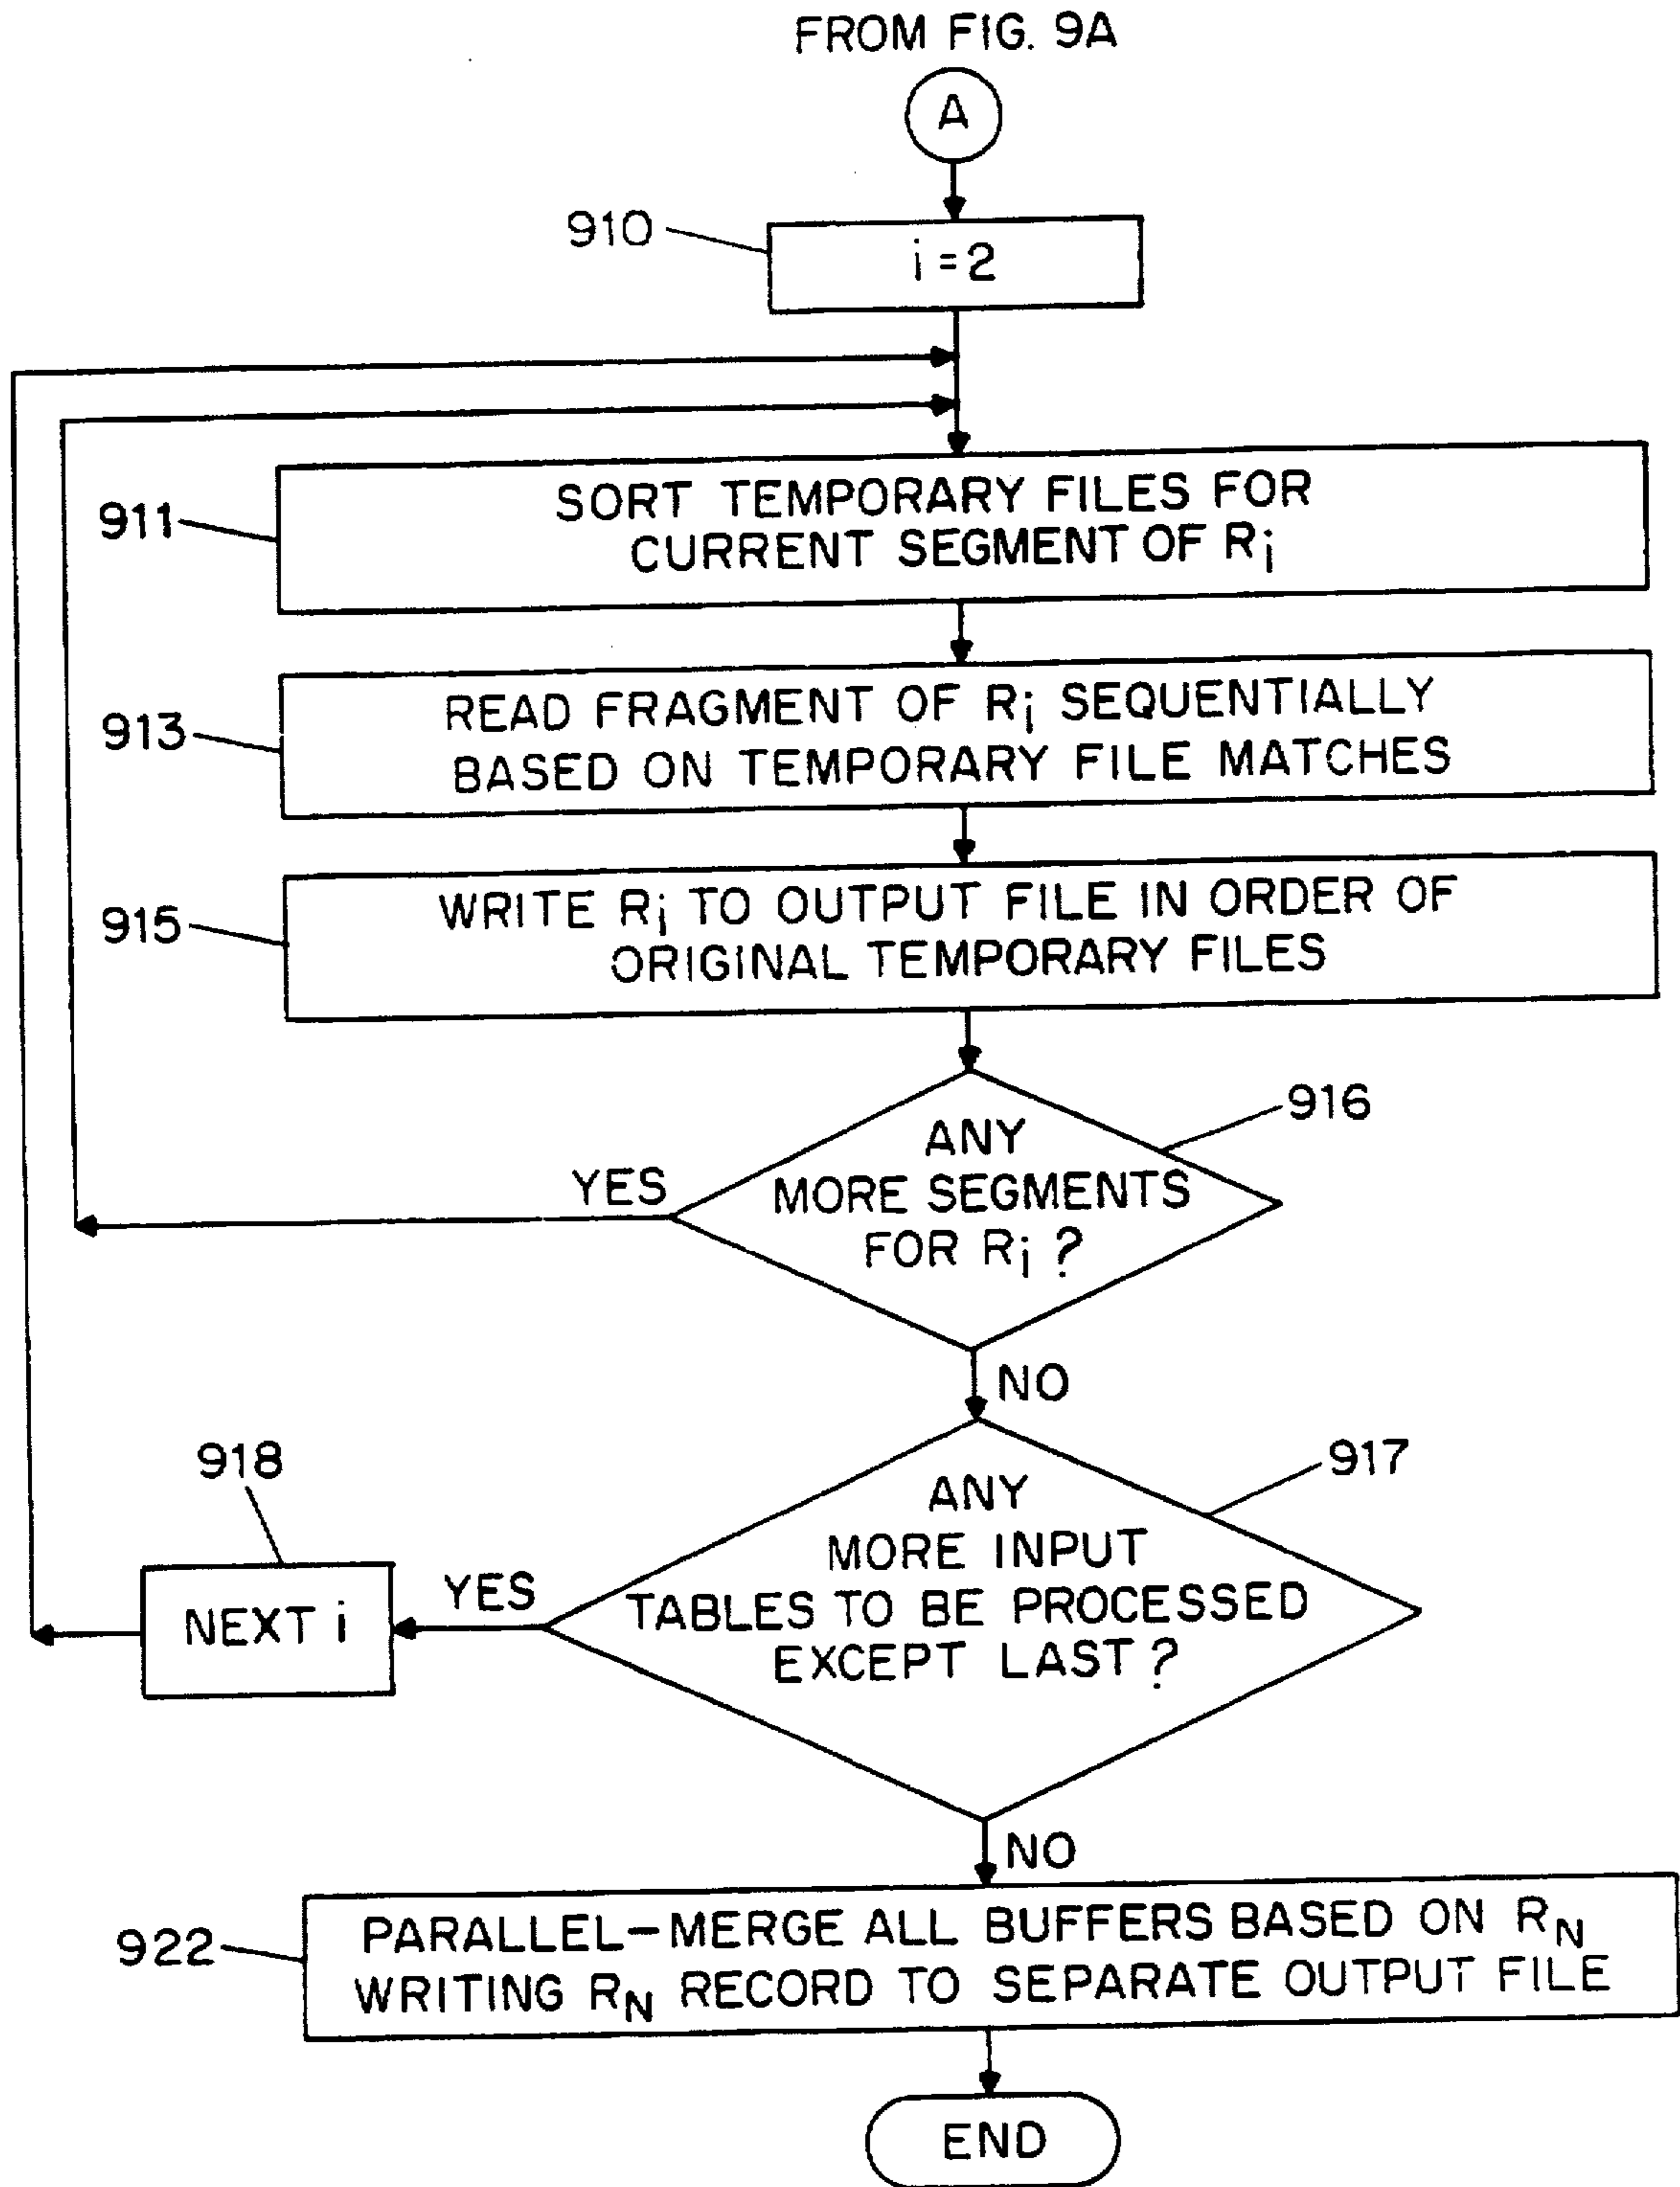 FROM FIG. 9A
A
910
i = 2
911
SORT TEMPORARY FILES FOR
CURRENT SEGMENT OF Ri
913
READ FRAGMENT OF Ri SEQUENTIALLY
BASED ON TEMPORARY FILE MATCHES
915
WRITE Ri TO OUTPUT FILE IN ORDER OF
ORIGINAL TEMPORARY FILES
916
ANY
MORE SEGMENTS
FOR Ri ?
YES
NO
917
918
ANY
MORE INPUT
TABLES TO BE PROCESSED
EXCEPT LAST ?
YES
NEXT i
NO
922
PARALLEL-MERGE ALL BUFFERS BASED ON RN
WRITING RN RECORD TO SEPARATE OUTPUT FILE
END